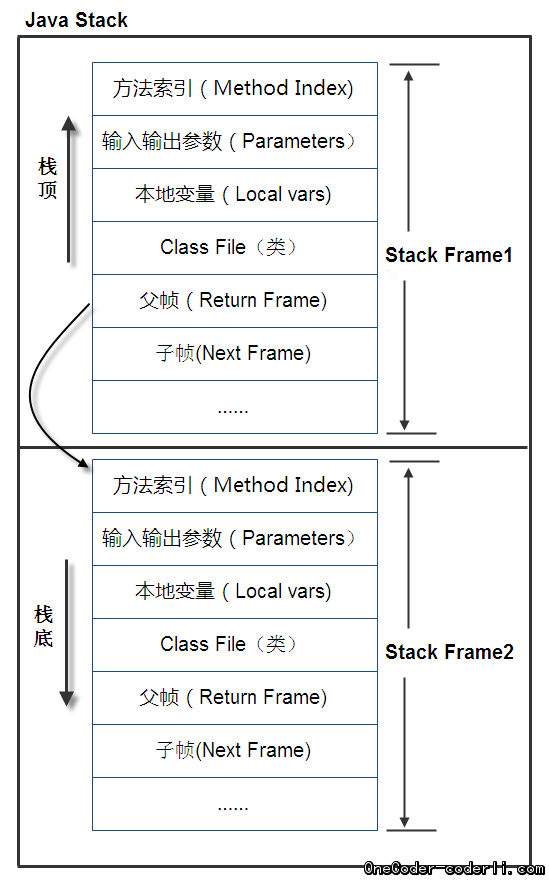 Java Stack
方法索引（Method Index)
输入输出参数（Parameters）
本地变量（Local vars)
Class File（类）
父帧（Return Frame)
子帧(Next Frame)
......
栈顶
Stack Frame1
方法索引（Method Index)
输入输出参数（Parameters）
本地变量（Local vars)
Class File（类）
父帧（Return Frame)
子帧(Next Frame)
......
栈底
Stack Frame2
OneCoder-coderli.com